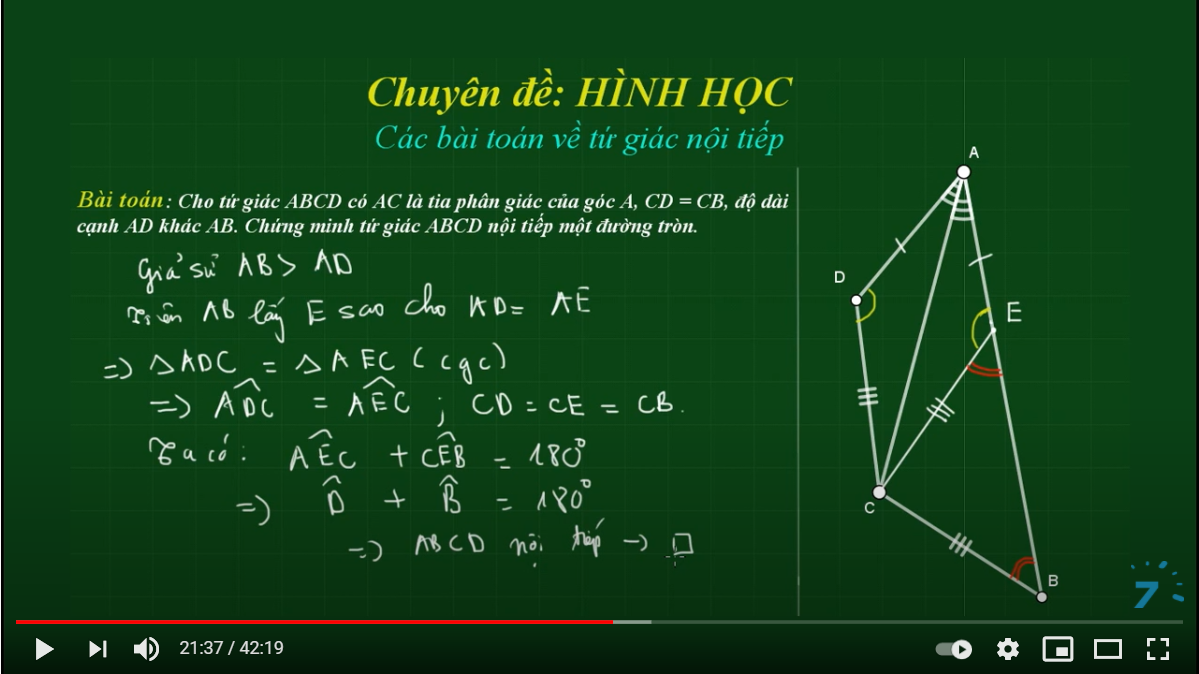 Chuyên đề: HÌNH HỌC
Các bài toán về tứ giác nội tiếp
Bài toán: Cho tứ giác ABCD có AC là tia phân giác của góc A, CD = CB, độ dài
cạnh AD khác AB. Chứng minh tứ giác ABCD nội tiếp một đường tròn.
Giả sử AB > AD
Trên AB lấy E sao cho AD = AE
=> △ADC = △AEC (cgc)
=> ADC^ = AEC^ ; CD = CE = CB.
Ta có: AEC^ + CEB^ = 180°
=> D^ + B^ = 180°
=> ABCD nội tiếp → □
A
D
E
C
B
7
21:37 / 42:19